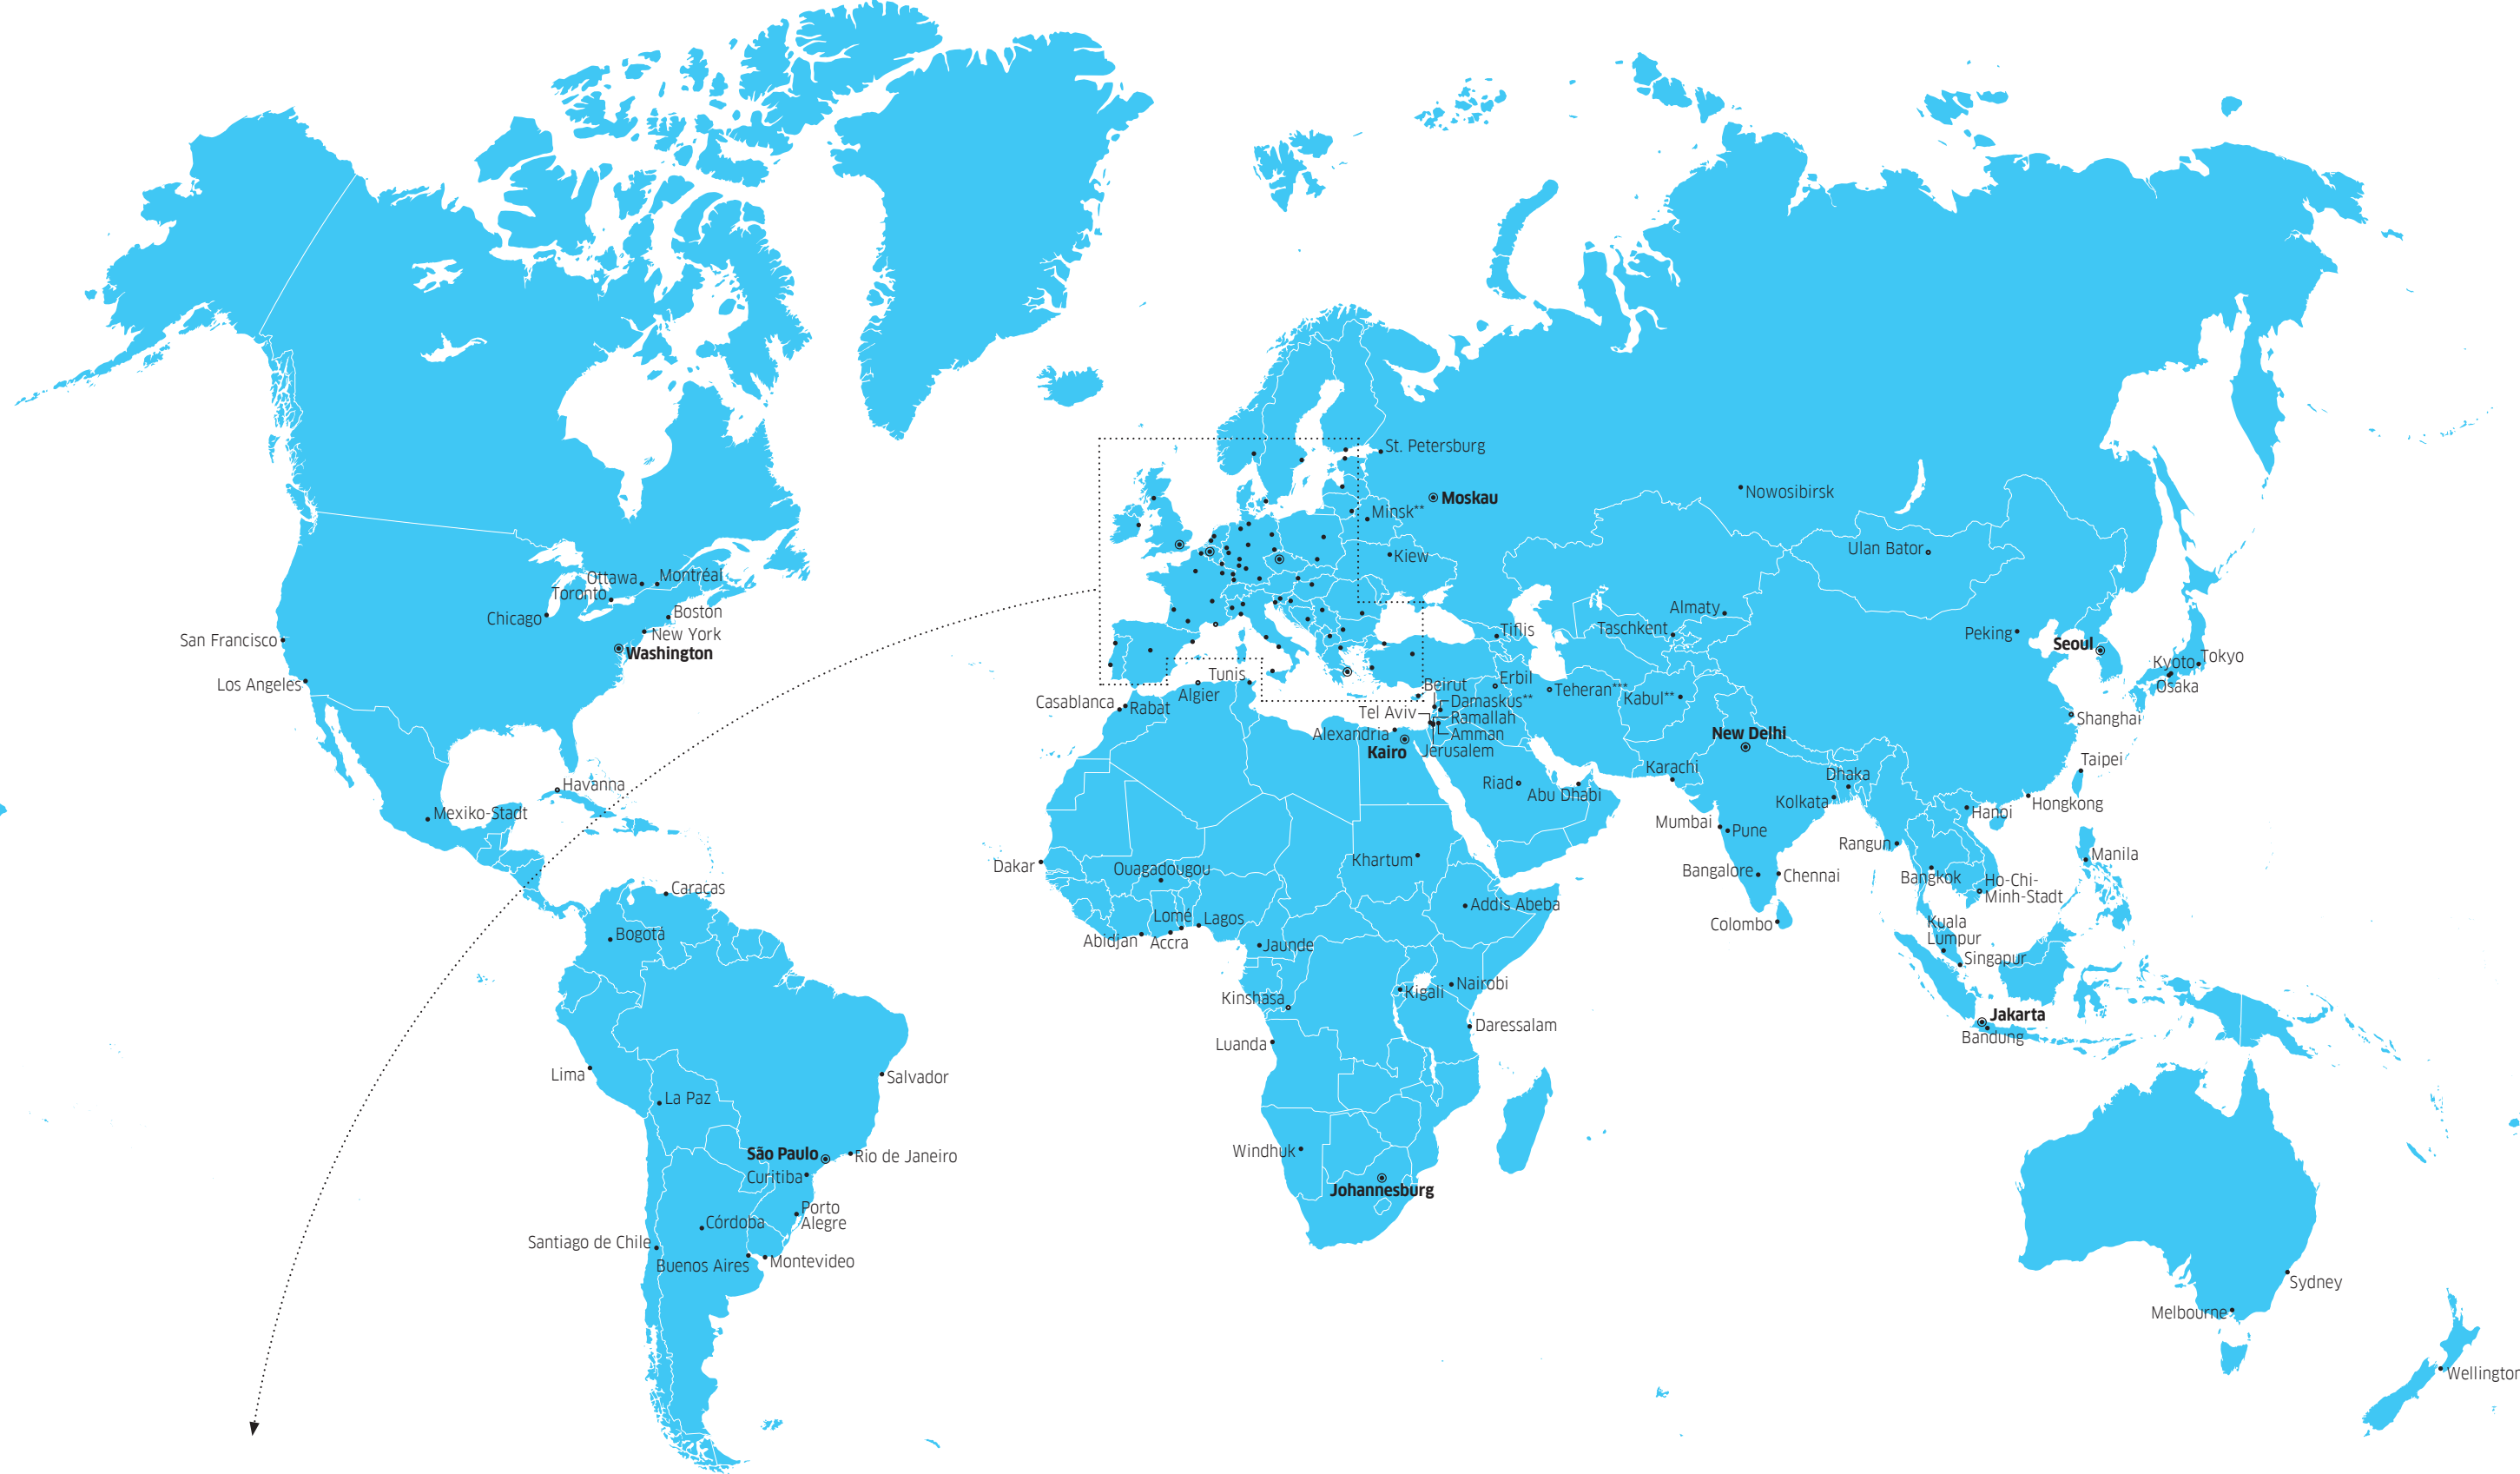 St. Petersburg
Moskau
Nowosibirsk
Minsk**
Kiew
Ulan Bator
Ottawa
Montréal
Toronto
Chicago
Boston
New York
Washington
San Francisco
Los Angeles
Almaty
Taschkent
Tiflis
Peking
Seoul
Kyoto
Tokyo
Osaka
Tunis
Algier
Casablanca
Rabat
Beirut
Erbil
Teheran***
Kabul**
Damaskus**
Tel Aviv
Ramallah
Alexandria
Amman
Kairo
Jerusalem
Shanghai
New Delhi
Taipei
Karachi
Dhaka
Riad
Abu Dhabi
Kolkata
Hongkong
Hanoi
Havanna
Mexiko-Stadt
Mumbai
Pune
Rangun
Manila
Dakar
Ouagadougou
Khartum
Bangalore
Chennai
Bangkok
Ho-Chi-
Minh-Stadt
Caracas
Bogotá
Lomé
Lagos
Abidjan
Accra
Addis Abeba
Colombo
Kuala
Lumpur
Singapur
Jaunde
Kinshasa
Kigali
Nairobi
Daressalam
Jakarta
Bandung
Luanda
Lima
Salvador
La Paz
São Paulo
Rio de Janeiro
Curitiba
Windhuk
Johannesburg
Porto
Alegre
Córdoba
Santiago de Chile
Buenos Aires
Montevideo
Sydney
Melbourne
Wellington